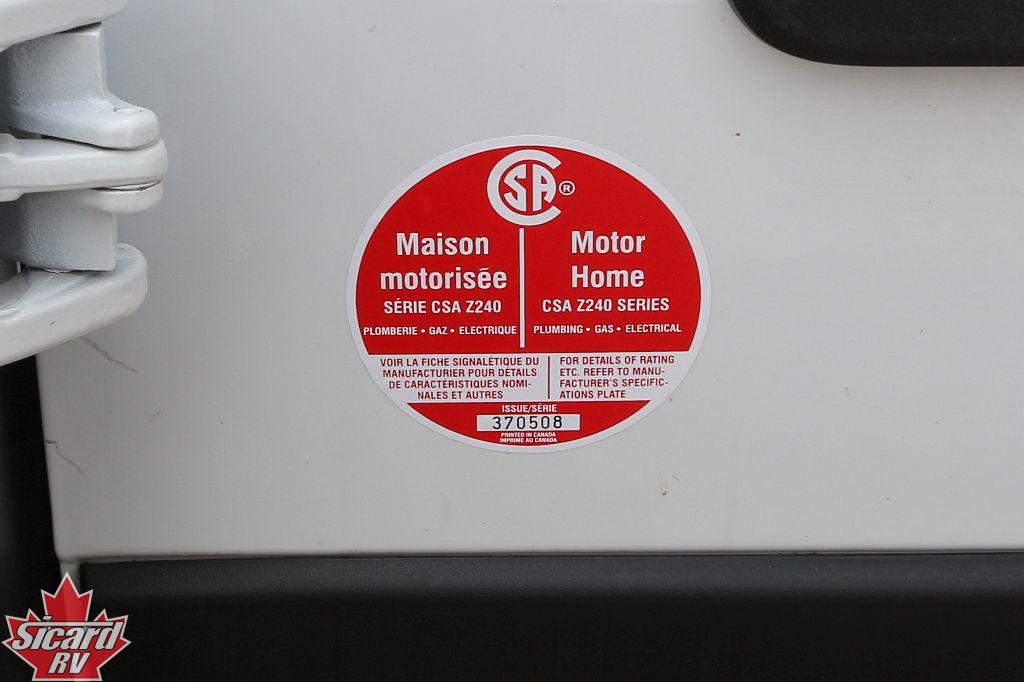 CSA®
Maison
motorisée
SÉRIE CSA Z240
PLOMBERIE • GAZ • ELECTRIQUE
Motor
Home
CSA Z240 SERIES
PLUMBING • GAS • ELECTRICAL
VOIR LA FICHE SIGNALÉTIQUE DU
MANUFACTURIER POUR DÉTAILS
DE CARACTÉRISTIQUES NOMI-
NALES ET AUTRES
FOR DETAILS OF RATING
ETC. REFER TO MANU-
FACTURER'S SPECIFIC-
ATIONS PLATE
ISSUE/SÉRIE
370508
PRINTED IN CANADA
IMPRIME AU CANADA
Sicard
RV